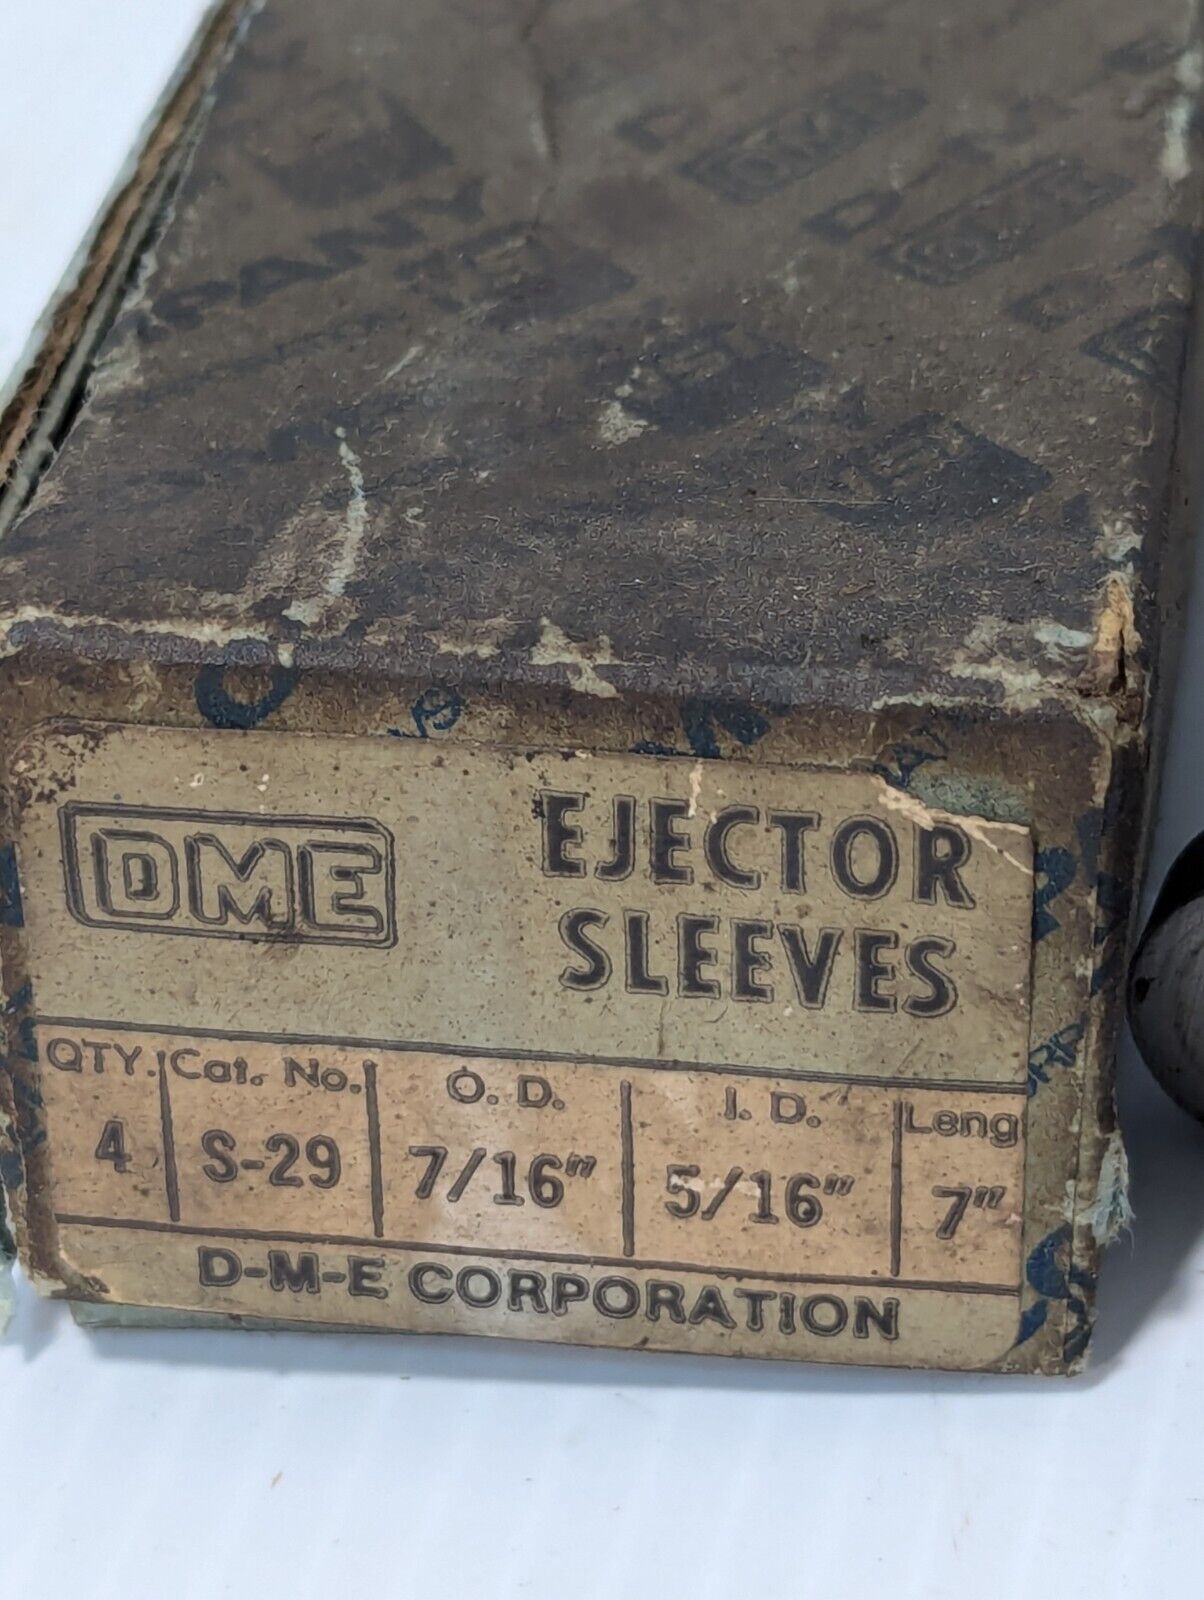 DME
EJECTOR
SLEEVES
QTY. Cat. No. O. D. I. D. Leng
4 S-29 7/16" 5/16" 7"
D-M-E CORPORATION